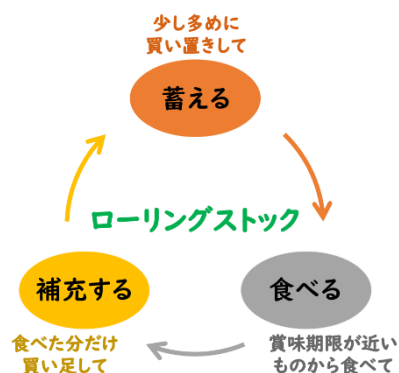 少し多めに
買い置きして
蓄える
ローリングストック
補充する
食べる
食べた分だけ
買い足して
賞味期限が近い
ものから食べて